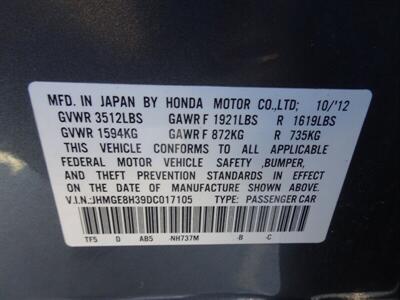 MFD. IN JAPAN BY HONDA MOTOR CO.,LTD; 10/'12
GVWR 3512LBS GAWR F 1921LBS R 1619LBS
GVWR 1594KG GAWR F 872KG R 735KG
THIS VEHICLE CONFORMS TO ALL APPLICABLE
FEDERAL MOTOR VEHICLE SAFETY ,BUMPER,
AND THEFT PREVENTION STANDARDS IN EFFECT
ON THE DATE OF MANUFACTURE SHOWN ABOVE.
V.I.N.:JHMGE8H39DC017105 TYPE: PASSENGER CAR
TF5 D AB5 -NH737M -B -C